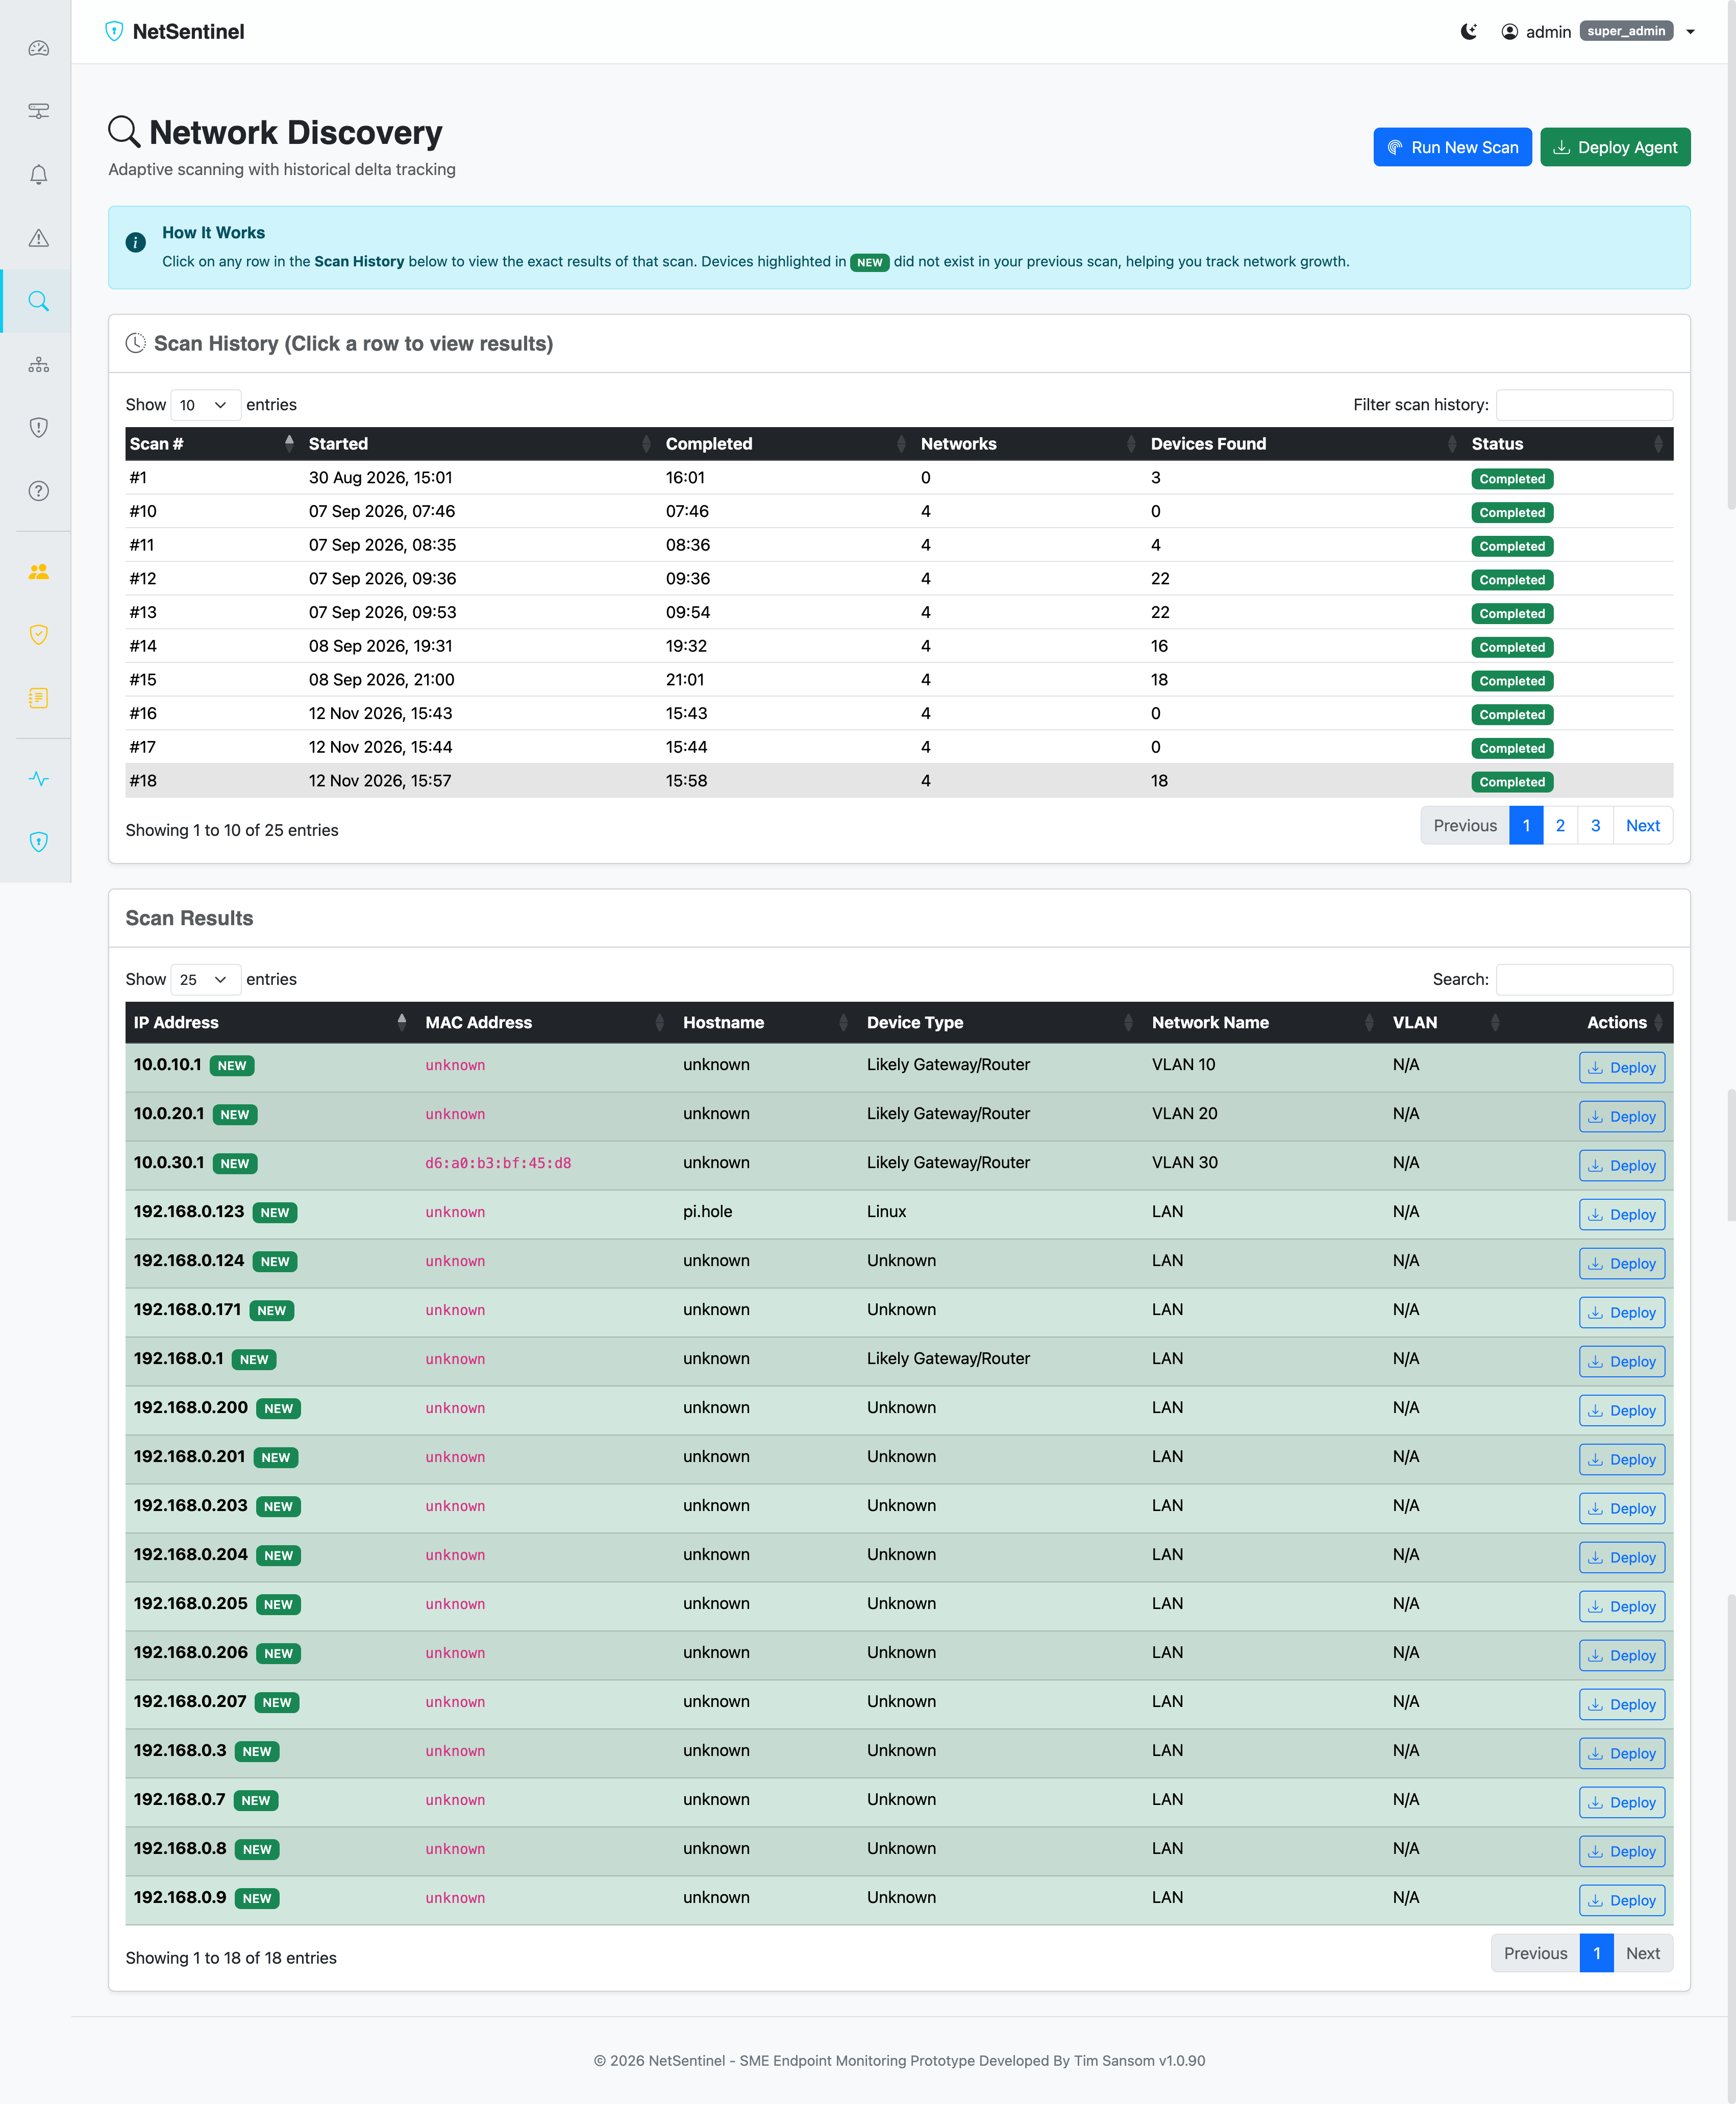 NetSentinel
admin super_admin
Network Discovery
Adaptive scanning with historical delta tracking
Run New Scan
Deploy Agent
How It Works
Click on any row in the Scan History below to view the exact results of that scan. Devices highlighted in NEW did not exist in your previous scan, helping you track network growth.
Scan History (Click a row to view results)
Show 10 entries
Filter scan history:
Scan # Started Completed Networks Devices Found Status
#1 30 Aug 2026, 15:01 16:01 0 3 Completed
#10 07 Sep 2026, 07:46 07:46 4 0 Completed
#11 07 Sep 2026, 08:35 08:36 4 4 Completed
#12 07 Sep 2026, 09:36 09:36 4 22 Completed
#13 07 Sep 2026, 09:53 09:54 4 22 Completed
#14 08 Sep 2026, 19:31 19:32 4 16 Completed
#15 08 Sep 2026, 21:00 21:01 4 18 Completed
#16 12 Nov 2026, 15:43 15:43 4 0 Completed
#17 12 Nov 2026, 15:44 15:44 4 0 Completed
#18 12 Nov 2026, 15:57 15:58 4 18 Completed
Showing 1 to 10 of 25 entries
Previous 1 2 3 Next
Scan Results
Show 25 entries
Search:
IP Address MAC Address Hostname Device Type Network Name VLAN Actions
10.0.10.1 NEW unknown unknown Likely Gateway/Router VLAN 10 N/A Deploy
10.0.20.1 NEW unknown unknown Likely Gateway/Router VLAN 20 N/A Deploy
10.0.30.1 NEW d6:a0:b3:bf:45:d8 unknown Likely Gateway/Router VLAN 30 N/A Deploy
192.168.0.123 NEW unknown pi.hole Linux LAN N/A Deploy
192.168.0.124 NEW unknown unknown Unknown LAN N/A Deploy
192.168.0.171 NEW unknown unknown Unknown LAN N/A Deploy
192.168.0.1 NEW unknown unknown Likely Gateway/Router LAN N/A Deploy
192.168.0.200 NEW unknown unknown Unknown LAN N/A Deploy
192.168.0.201 NEW unknown unknown Unknown LAN N/A Deploy
192.168.0.203 NEW unknown unknown Unknown LAN N/A Deploy
192.168.0.204 NEW unknown unknown Unknown LAN N/A Deploy
192.168.0.205 NEW unknown unknown Unknown LAN N/A Deploy
192.168.0.206 NEW unknown unknown Unknown LAN N/A Deploy
192.168.0.207 NEW unknown unknown Unknown LAN N/A Deploy
192.168.0.3 NEW unknown unknown Unknown LAN N/A Deploy
192.168.0.7 NEW unknown unknown Unknown LAN N/A Deploy
192.168.0.8 NEW unknown unknown Unknown LAN N/A Deploy
192.168.0.9 NEW unknown unknown Unknown LAN N/A Deploy
Showing 1 to 18 of 18 entries
Previous 1 Next
© 2026 NetSentinel - SME Endpoint Monitoring Prototype Developed By Tim Sansom v1.0.90